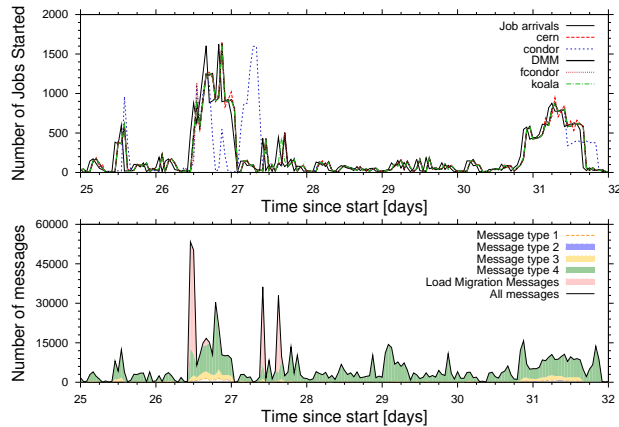 Number of Jobs Started
2000
1500
1000
500
0
Job arrivals
cern
condor
DMM
fcondor
koala
25 26 27 28 29 30 31 32
Time since start [days]
Number of messages
60000
45000
30000
15000
0
Message type 1
Message type 2
Message type 3
Message type 4
Load Migration Messages
All messages
25 26 27 28 29 30 31 32
Time since start [days]